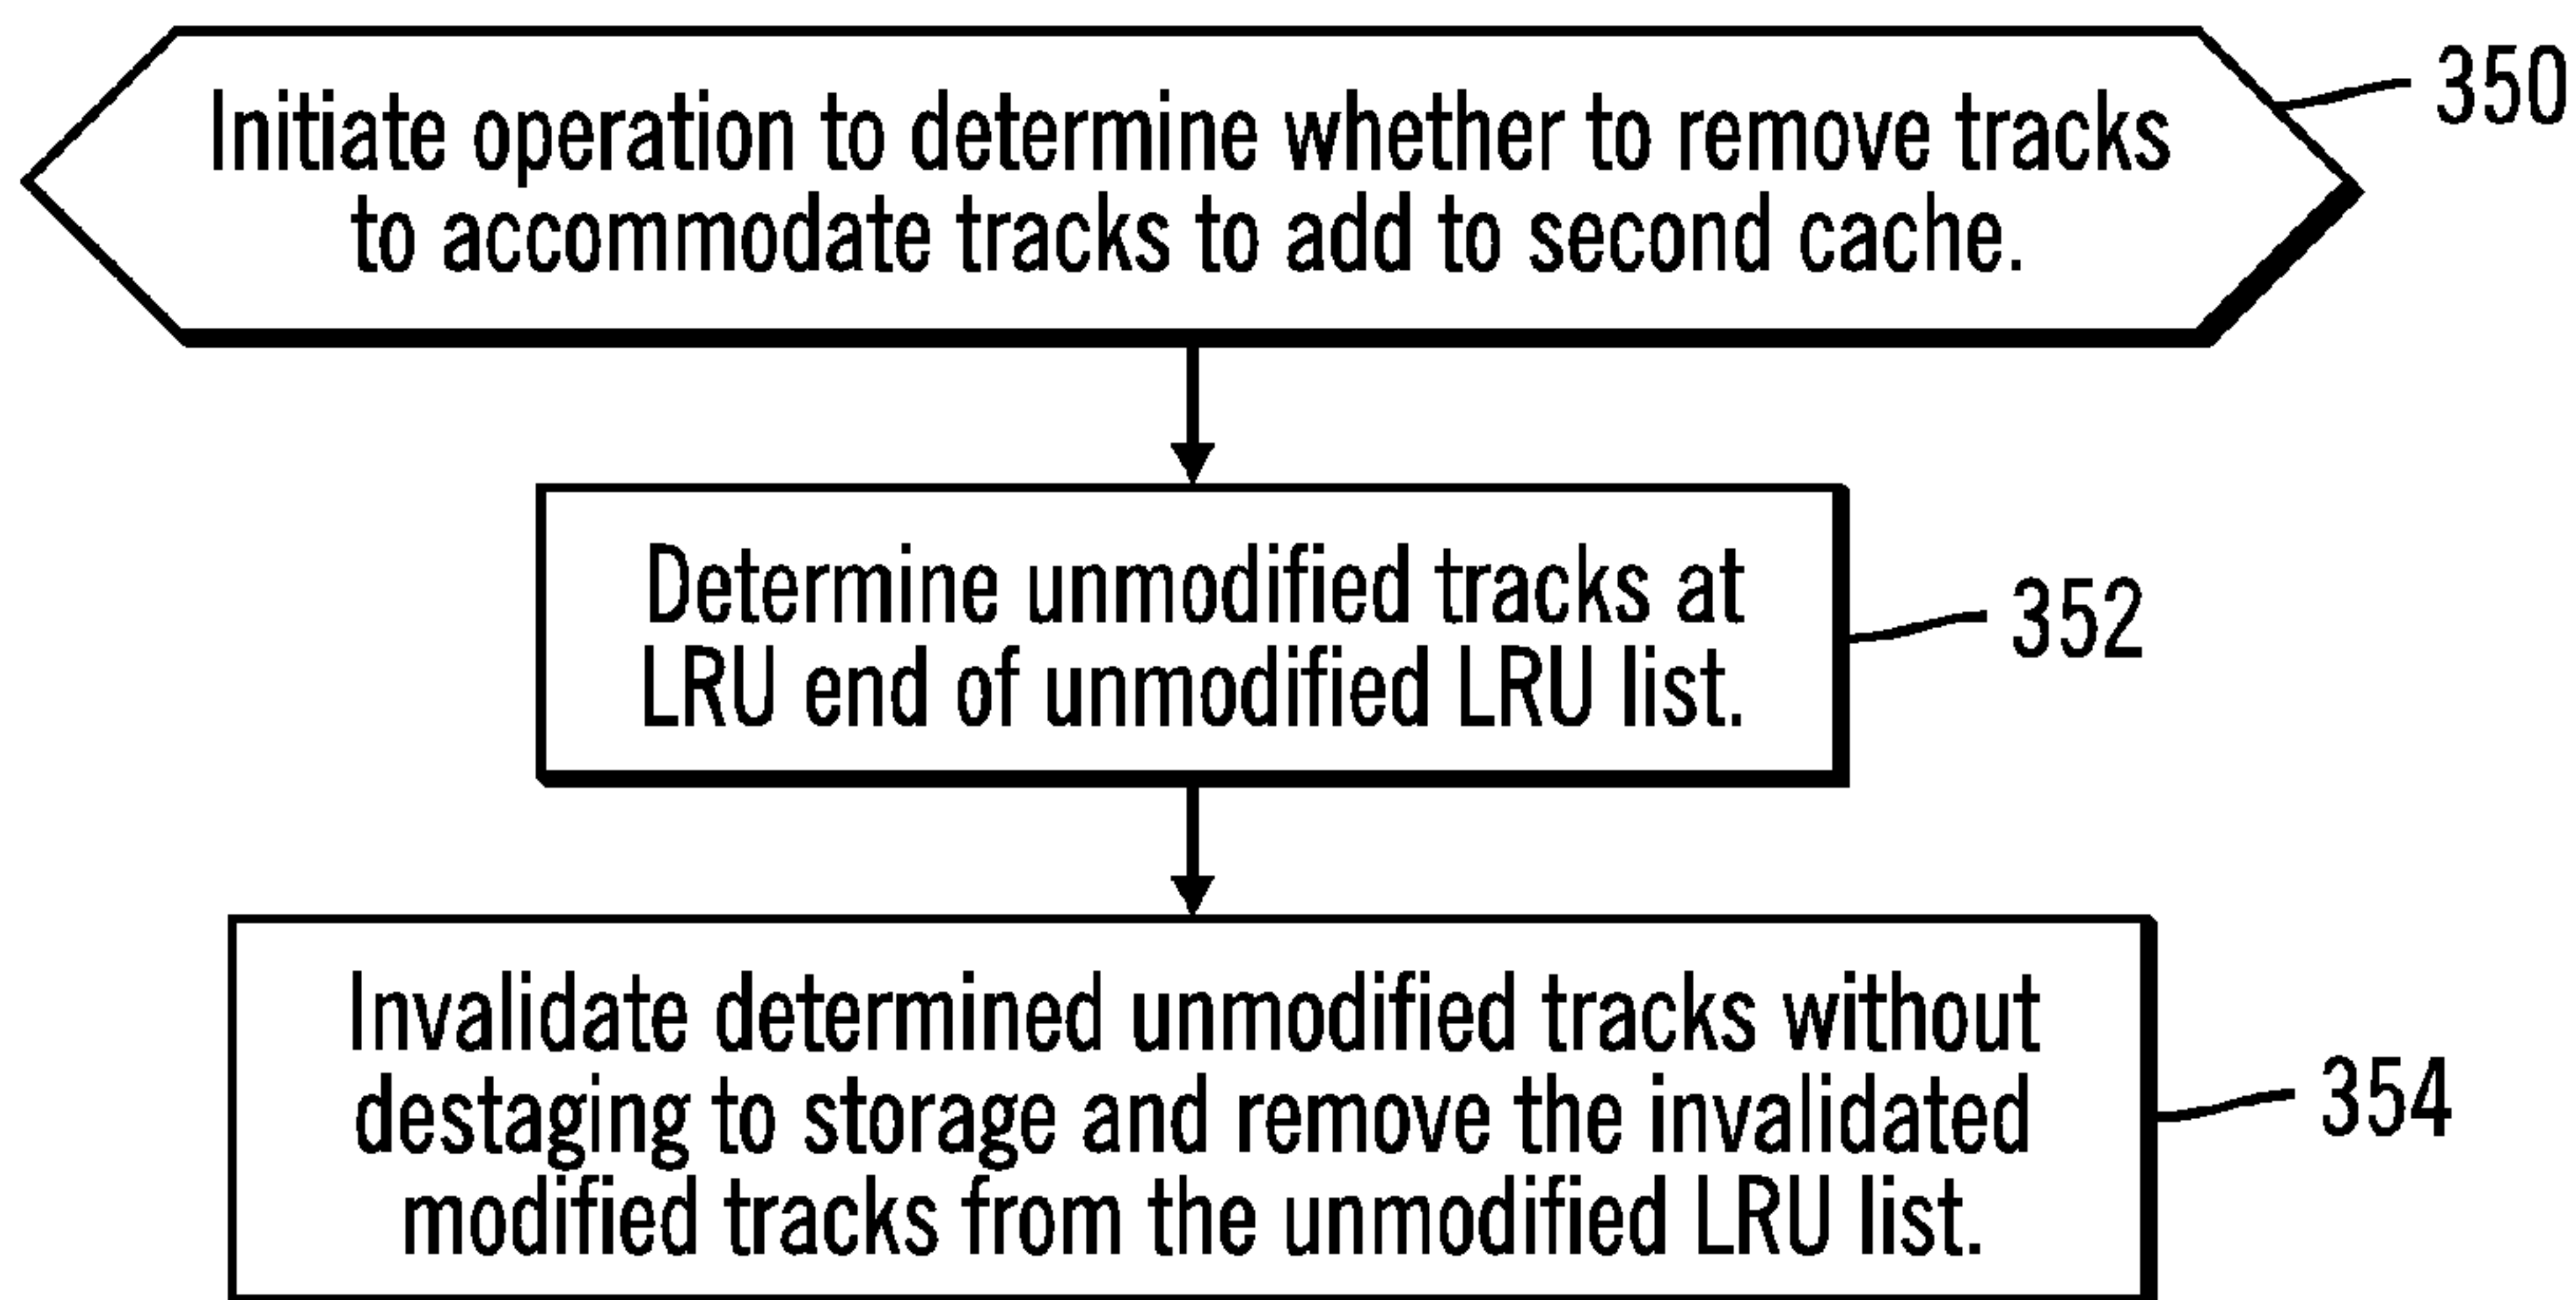 Initiate operation to determine whether to remove tracks
to accommodate tracks to add to second cache.
350
Determine unmodified tracks at
LRU end of unmodified LRU list.
352
Invalidate determined unmodified tracks without
destaging to storage and remove the invalidated
modified tracks from the unmodified LRU list.
354